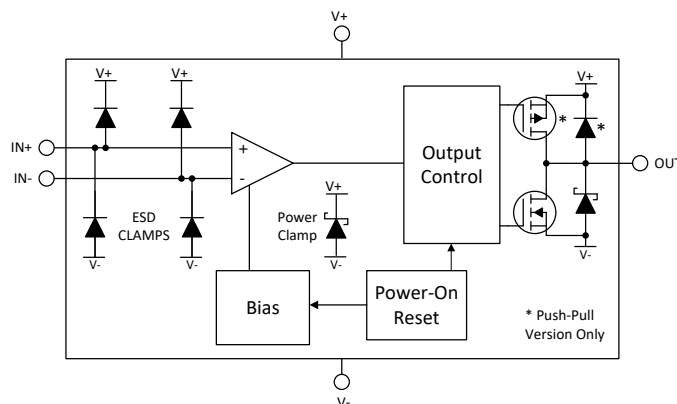 V+
V+
V+
V+
*
*
IN+
IN-
+
-
Output
Control
OUT
ESD
CLAMPS
V+
Power
Clamp
V-
V-
V-
V-
Bias
Power-On
Reset
* Push-Pull
Version Only
V-